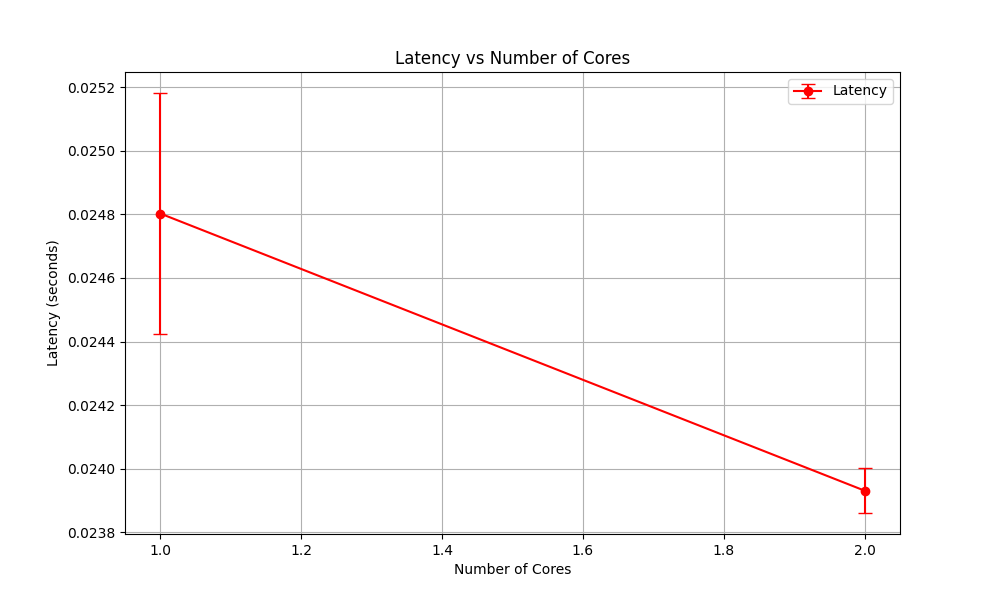 Latency vs Number of Cores
Latency
Latency (seconds)
0.0252
0.0250
0.0248
0.0246
0.0244
0.0242
0.0240
0.0238
1.0 1.2 1.4 1.6 1.8 2.0
Number of Cores